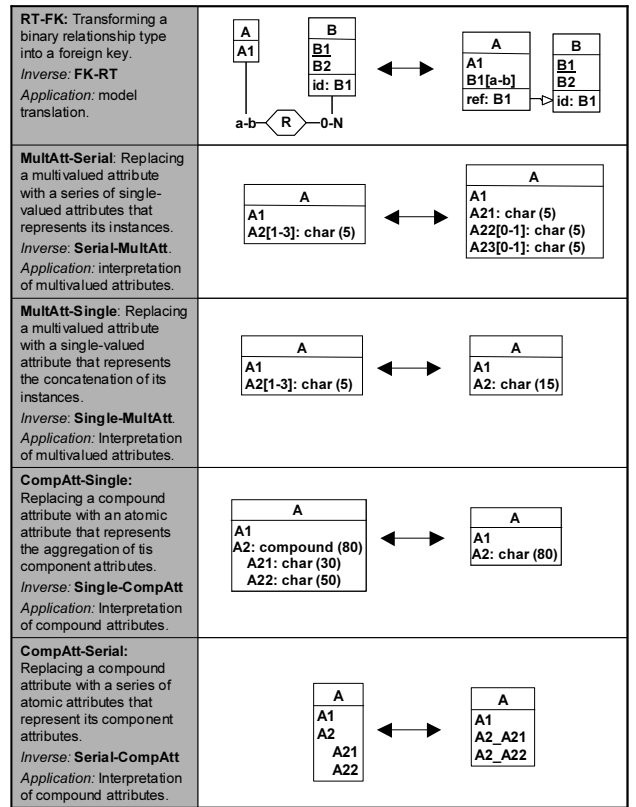 RT-FK: Transforming a
binary relationship type
into a foreign key.
Inverse: FK-RT
Application: model
translation.
A
A1
B
B1
B2
id: B1
a-b
R
0-N
A
A1
B1[a-b]
ref: B1
B
B1
B2
id: B1
MultAtt-Serial: Replacing
a multivalued attribute
with a series of single-
valued attributes that
represents its instances.
Inverse: Serial-MultAtt.
Application: interpretation
of multivalued attributes.
A
A1
A2[1-3]: char (5)
A
A1
A21: char (5)
A22[0-1]: char (5)
A23[0-1]: char (5)
MultAtt-Single: Replacing
a multivalued attribute
with a single-valued
attribute that represents
the concatenation of its
instances.
Inverse: Single-MultAtt.
Application: Interpretation
of multivalued attributes.
A
A1
A2[1-3]: char (5)
A
A1
A2: char (15)
CompAtt-Single:
Replacing a compound
attribute with an atomic
attribute that represents
the aggregation of tis
component attributes.
Inverse: Single-CompAtt
Application: Interpretation
of compound attributes.
A
A1
A2: compound (80)
A21: char (30)
A22: char (50)
A
A1
A2: char (80)
CompAtt-Serial:
Replacing a compound
attribute with a series of
atomic attributes that
represent its component
attributes.
Inverse: Serial-CompAtt
Application: Interpretation
of compound attributes.
A
A1
A2
A21
A22
A
A1
A2_A21
A2_A22